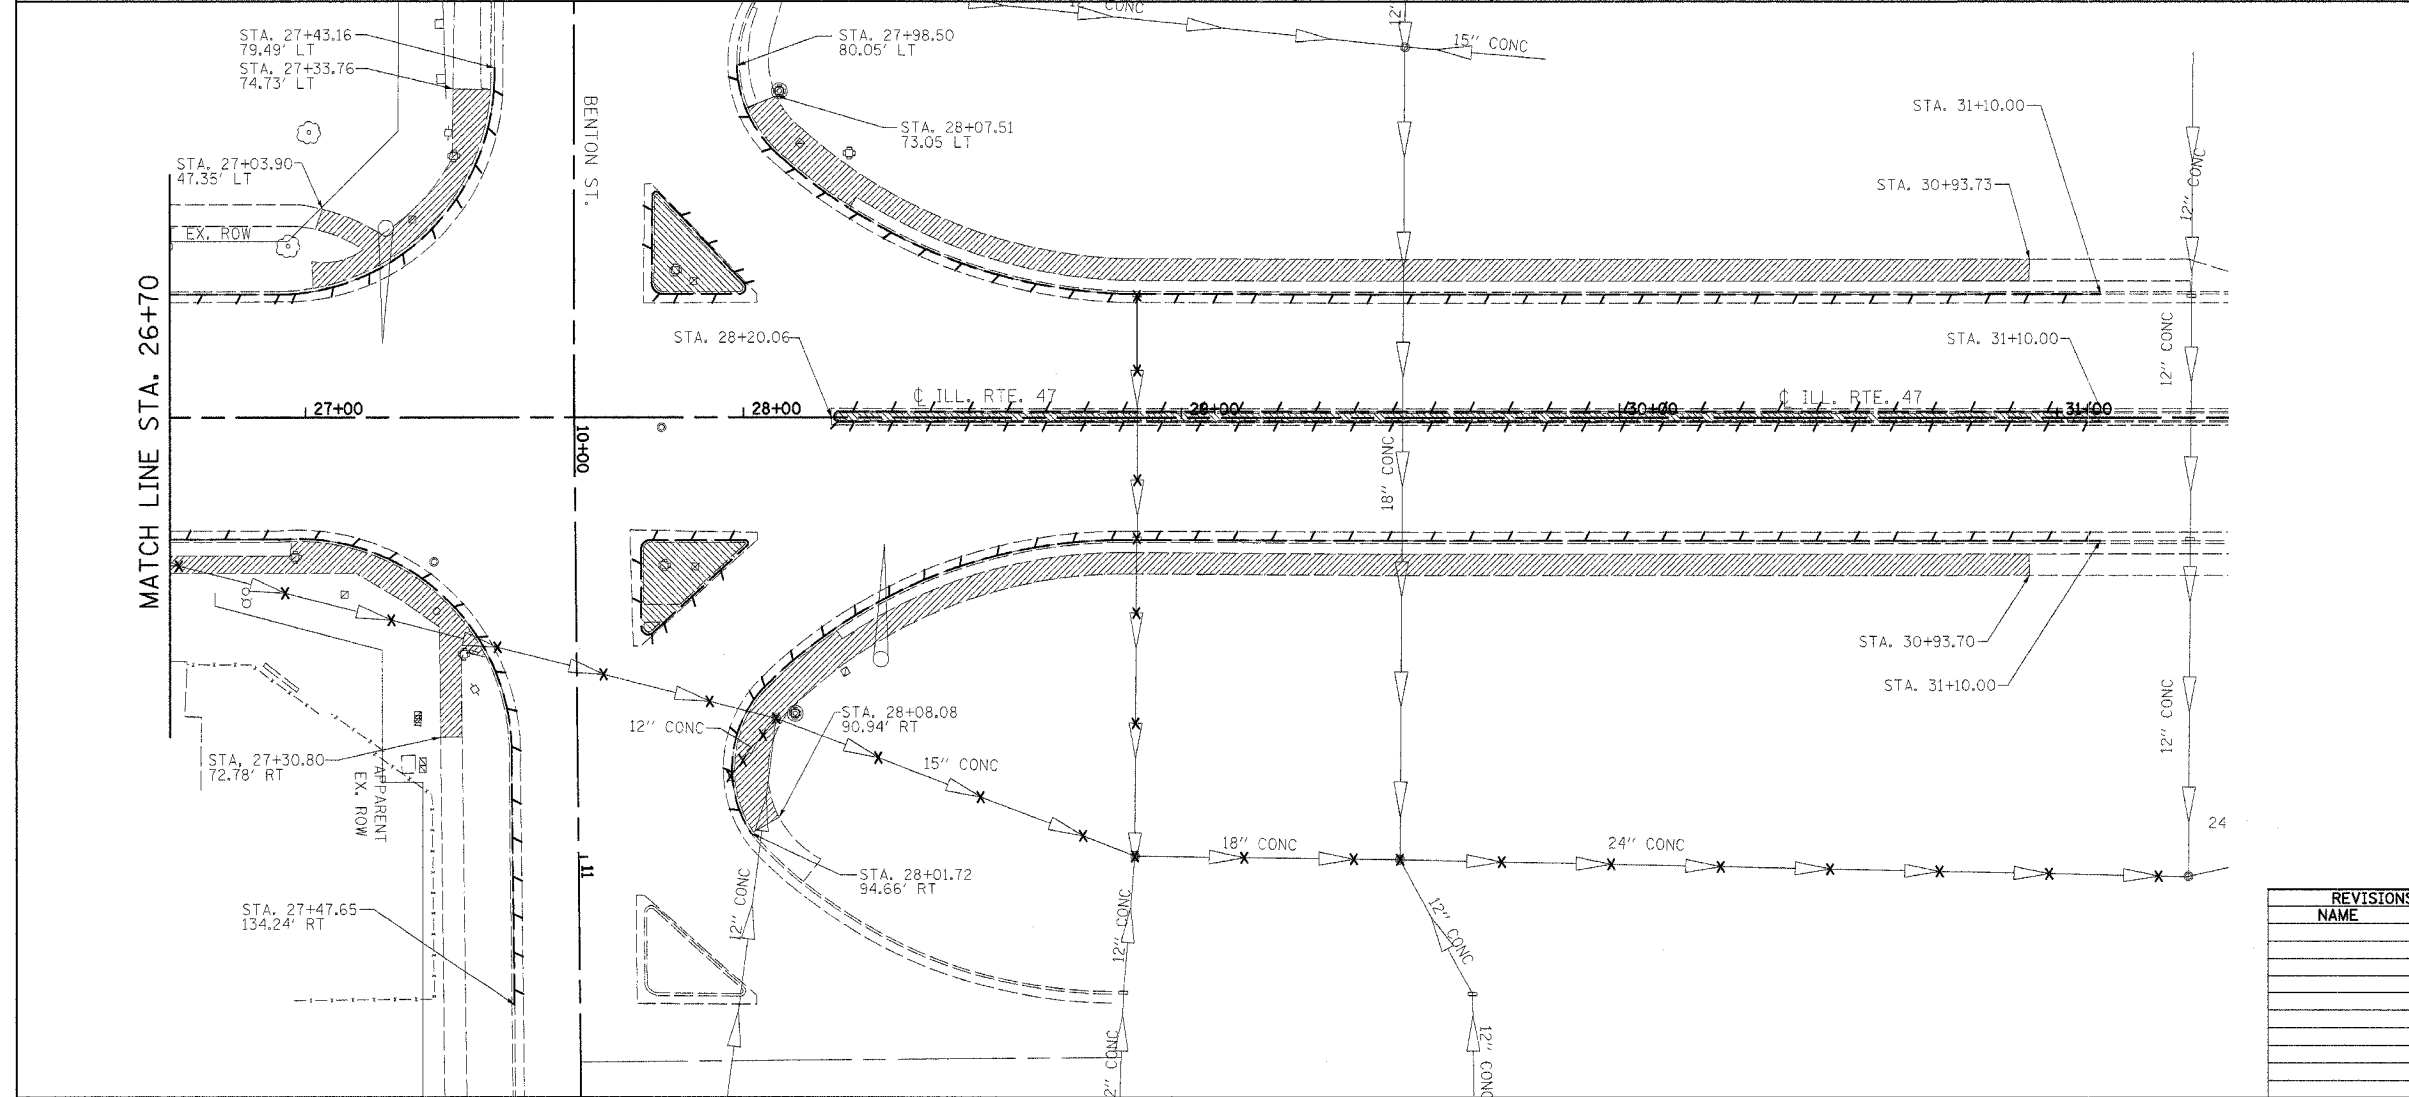 STA. 27+43.16
79.49' LT
STA. 27+33.76
74.73' LT
STA. 27+03.90
47.35' LT
EX. ROW
BENTON ST.
STA. 27+98.50
80.05' LT
STA. 28+07.51
73.05 LT
CONC
12"
15" CONC
STA. 31+10.00
STA. 30+93.73
12" CONC
MATCH LINE STA. 26+70
STA. 28+20.06
STA. 31+10.00
12" CONC
27+00
28+00
℄ ILL. RTE. 47
29+00
30+00
℄ ILL. RTE. 47
31+00
10+00
18" CONC
STA. 30+93.70
STA. 31+10.00
12" CONC
STA. 28+08.08
90.94' RT
12" CONC
15" CONC
STA. 27+30.80
72.78' RT
APPARENT
EX. ROW
18" CONC
24" CONC
24
11
STA. 28+01.72
94.66' RT
12" CONC
12" CONC
12" CONC
STA. 27+47.65
134.24' RT
2" CONC
12" CONC
REVISIONS
NAME